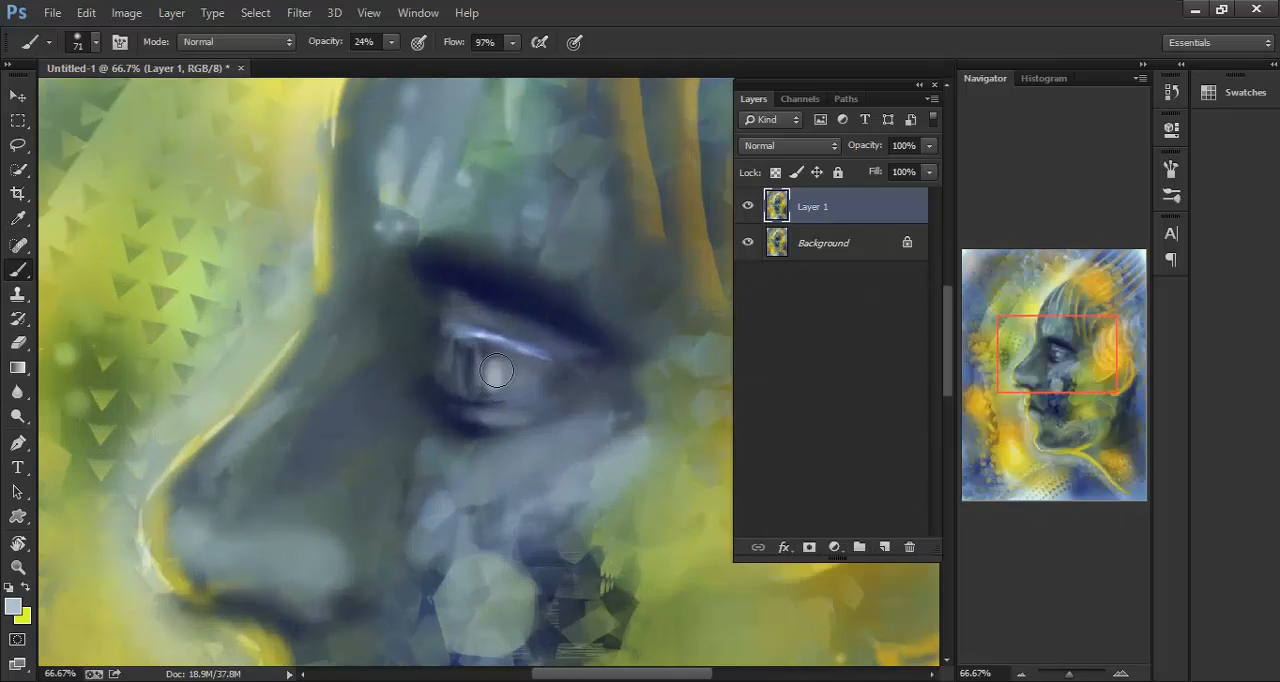 Ps File Edit Image Layer Type Select Filter 3D View Window Help
71 Mode: Normal Opacity: 24% Flow: 97% Essentials
Untitled-1 @ 66.7% (Layer 1, RGB/8) * ×
Layers Channels Paths
Kind
Normal Opacity: 100%
Lock: Fill: 100%
Layer 1
Background
fx
Navigator Histogram
Swatches
66.67%
66.67% Doc: 18.9M/37.8M